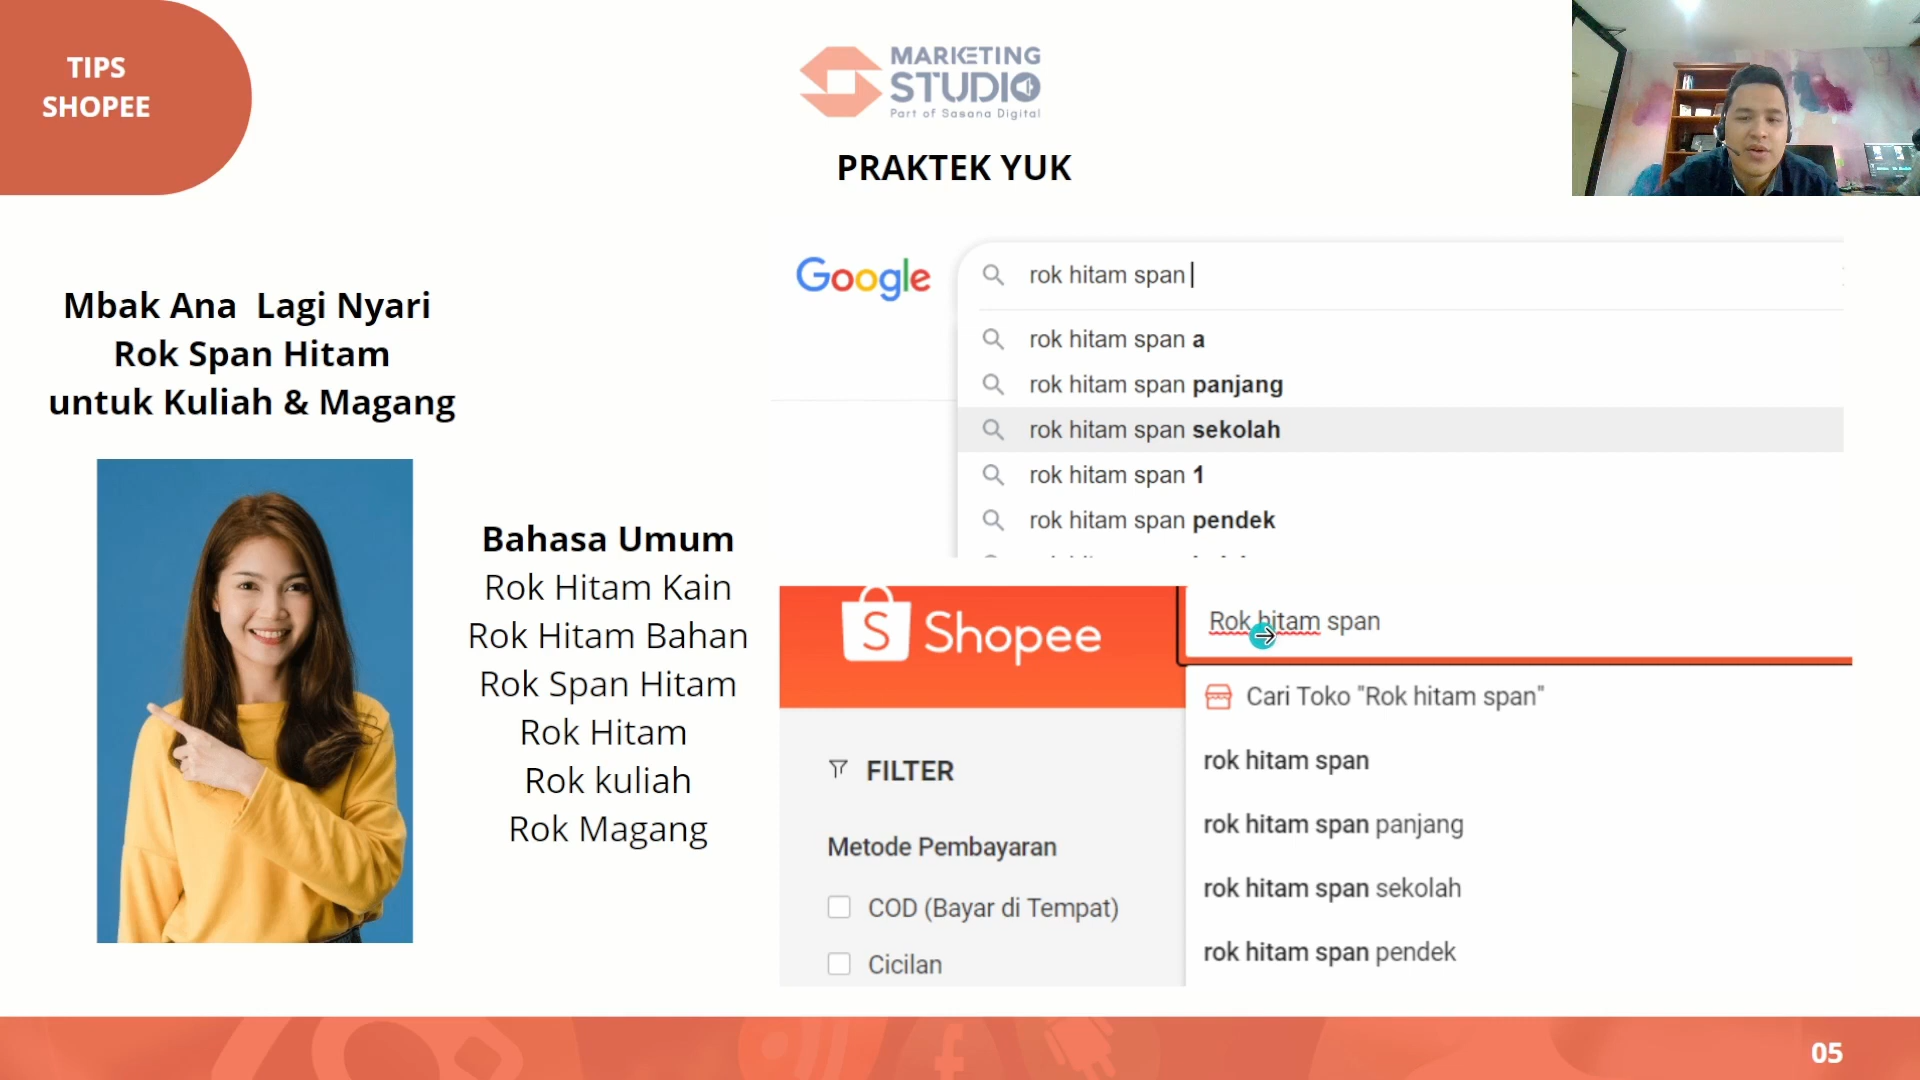 TIPS
SHOPEE
MARKETING
STUDIO
Part of Sasana Digital
PRAKTEK YUK
Mbak Ana  Lagi Nyari
Rok Span Hitam
untuk Kuliah & Magang
Bahasa Umum
Rok Hitam Kain
Rok Hitam Bahan
Rok Span Hitam
Rok Hitam
Rok kuliah
Rok Magang
Google
rok hitam span
rok hitam span a
rok hitam span panjang
rok hitam span sekolah
rok hitam span 1
rok hitam span pendek
Shopee
Rok hitam span
Cari Toko "Rok hitam span"
rok hitam span
rok hitam span panjang
rok hitam span sekolah
rok hitam span pendek
FILTER
Metode Pembayaran
COD (Bayar di Tempat)
Cicilan
05